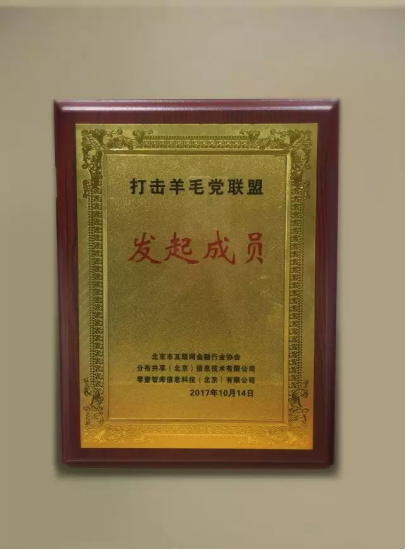 打击羊毛党联盟
发起成员
北京市互联网金融行业协会
分布共享（北京）信息技术有限公司
零壹智库信息科技（北京）有限公司
2017年10月14日